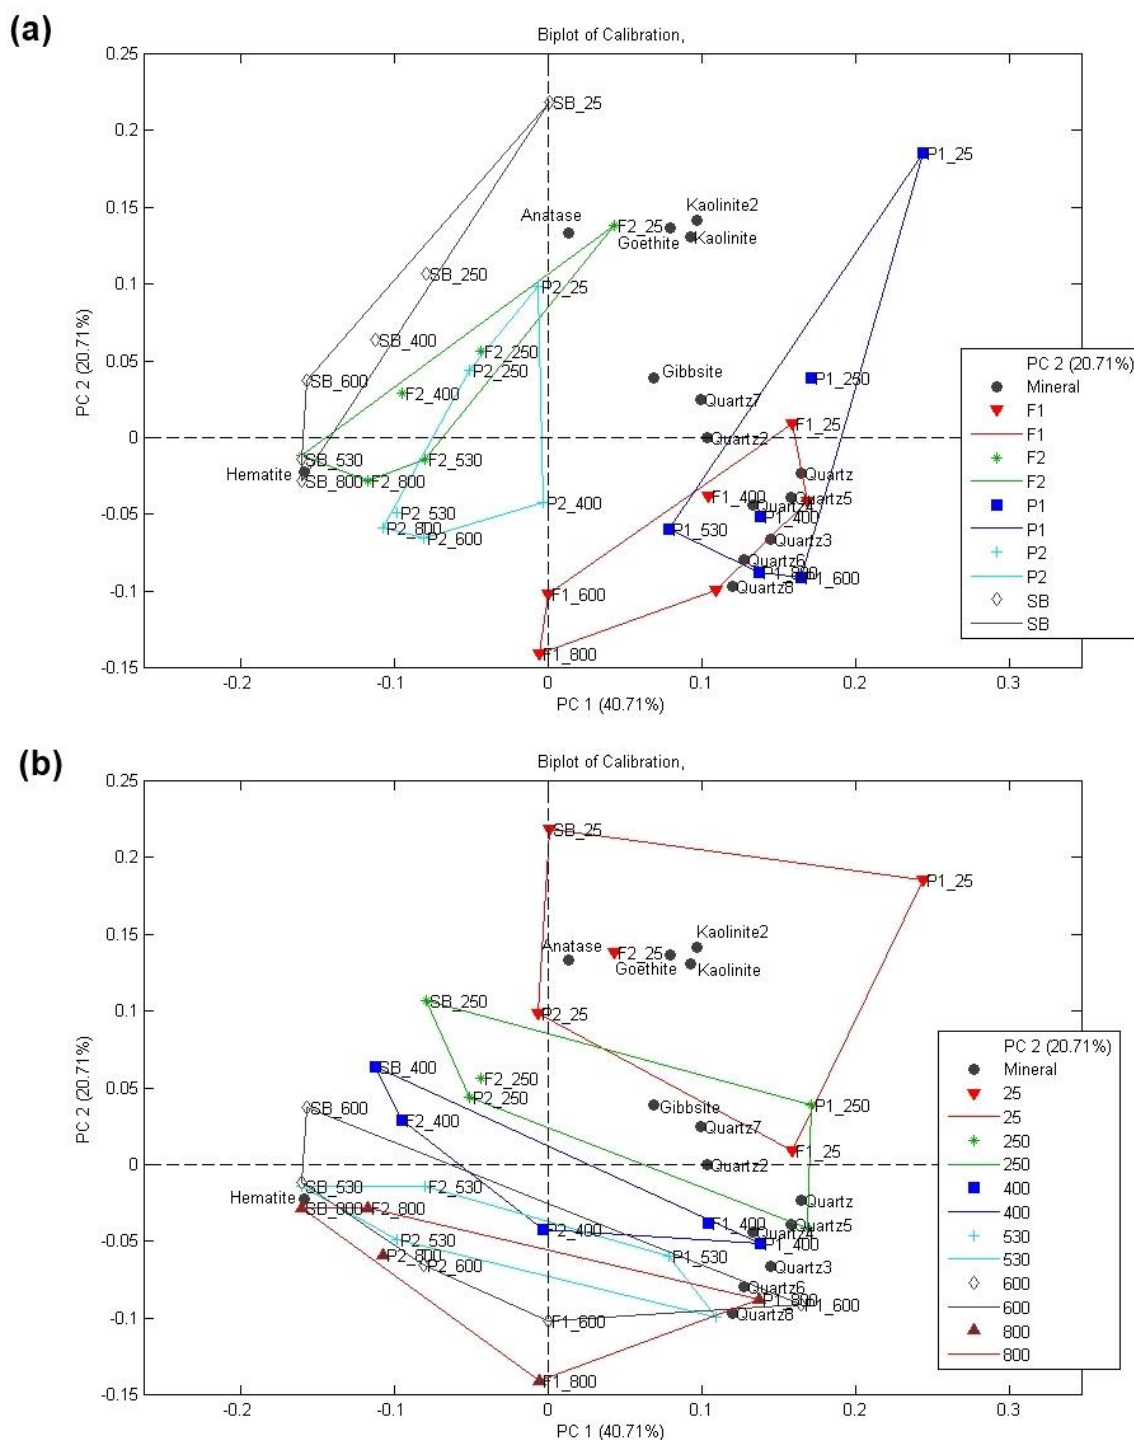 (a)
Biplot of Calibration,
0.25
SB_25
0.2
P1_25
0.15
Kaolinite2
Anatase
F2_25
Goethite
Kaolinite
0.1
SB_250
P2_25
PC 2 (20.71%)
0.05
SB_400
F2_250
P2_250
SB_600
F2_400
Gibbsite
P1_250
Quartz7
F1_25
0
Quartz2
SB_530
F2_530
Hematite
SB_800
F2_800
Quartz
F1_400
Quartz5
Quartz4
-0.05
P2_400
P2_530
P1_400
P2_800
P2_600
P1_530
Quartz3
Quartz6
P1_800
P1_600
Quartz8
-0.1
F1_600
F1_800
-0.15
-0.2
-0.1
0
0.1
0.2
0.3
PC 1 (40.71%)
PC 2 (20.71%)
Mineral
F1
F1
F2
F2
P1
P1
P2
P2
SB
SB
(b)
Biplot of Calibration,
0.25
SB_25
0.2
P1_25
0.15
Kaolinite2
Anatase
F2_25
Goethite
Kaolinite
0.1
SB_250
P2_25
PC 2 (20.71%)
0.05
SB_400
F2_250
P2_250
SB_600
F2_400
Gibbsite
P1_250
Quartz7
F1_25
0
Quartz2
SB_530
F2_530
Hematite
SB_800
F2_800
Quartz
F1_400
Quartz5
Quartz4
-0.05
P2_400
P2_530
P1_400
P2_800
P2_600
P1_530
Quartz3
Quartz6
P1_800
P1_600
Quartz8
-0.1
F1_600
F1_800
-0.15
-0.2
-0.1
0
0.1
0.2
0.3
PC 1 (40.71%)
PC 2 (20.71%)
Mineral
25
25
250
250
400
400
530
530
600
600
800
800